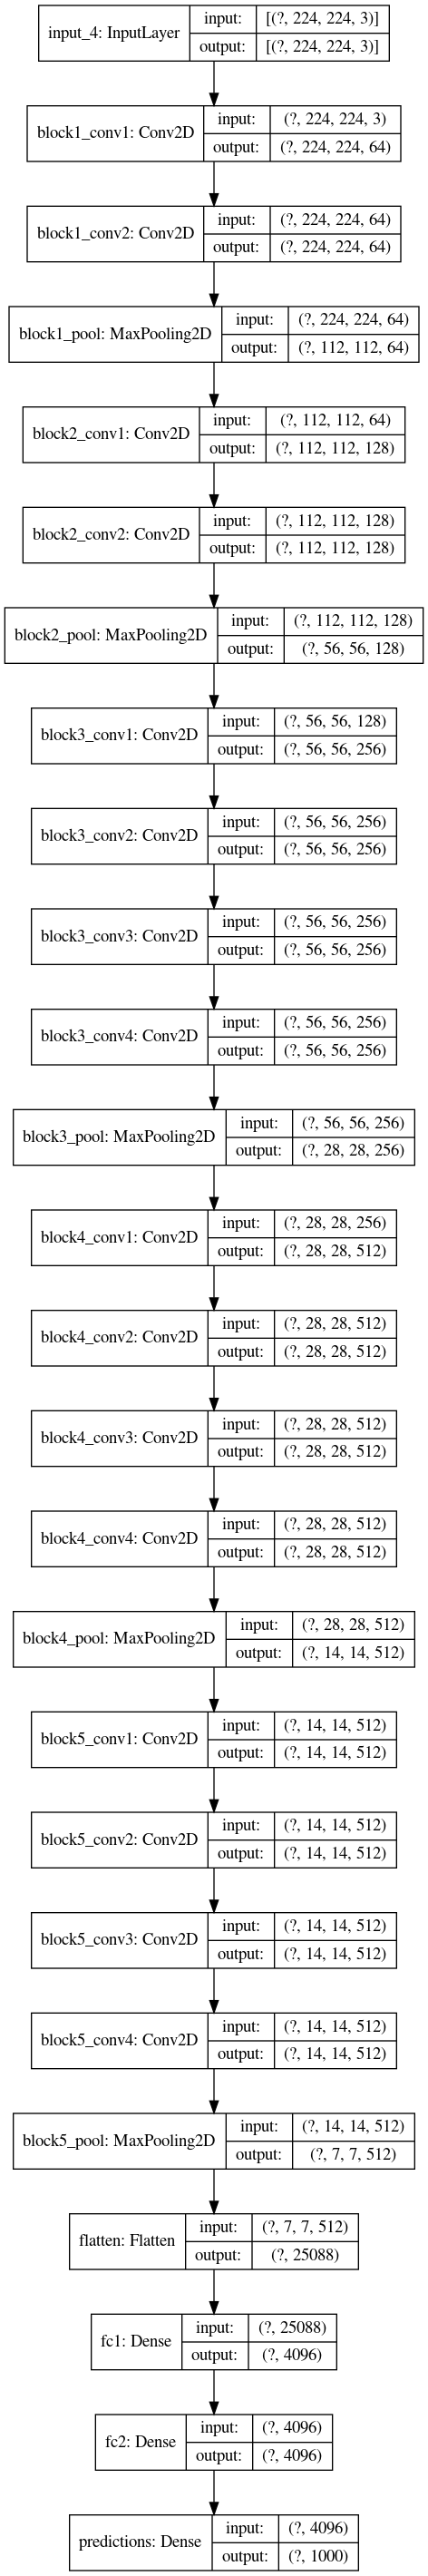 input_4: InputLayer input: [(?, 224, 224, 3)]
output: [(?, 224, 224, 3)]
block1_conv1: Conv2D input: (?, 224, 224, 3)
output: (?, 224, 224, 64)
block1_conv2: Conv2D input: (?, 224, 224, 64)
output: (?, 224, 224, 64)
block1_pool: MaxPooling2D input: (?, 224, 224, 64)
output: (?, 112, 112, 64)
block2_conv1: Conv2D input: (?, 112, 112, 64)
output: (?, 112, 112, 128)
block2_conv2: Conv2D input: (?, 112, 112, 128)
output: (?, 112, 112, 128)
block2_pool: MaxPooling2D input: (?, 112, 112, 128)
output: (?, 56, 56, 128)
block3_conv1: Conv2D input: (?, 56, 56, 128)
output: (?, 56, 56, 256)
block3_conv2: Conv2D input: (?, 56, 56, 256)
output: (?, 56, 56, 256)
block3_conv3: Conv2D input: (?, 56, 56, 256)
output: (?, 56, 56, 256)
block3_conv4: Conv2D input: (?, 56, 56, 256)
output: (?, 56, 56, 256)
block3_pool: MaxPooling2D input: (?, 56, 56, 256)
output: (?, 28, 28, 256)
block4_conv1: Conv2D input: (?, 28, 28, 256)
output: (?, 28, 28, 512)
block4_conv2: Conv2D input: (?, 28, 28, 512)
output: (?, 28, 28, 512)
block4_conv3: Conv2D input: (?, 28, 28, 512)
output: (?, 28, 28, 512)
block4_conv4: Conv2D input: (?, 28, 28, 512)
output: (?, 28, 28, 512)
block4_pool: MaxPooling2D input: (?, 28, 28, 512)
output: (?, 14, 14, 512)
block5_conv1: Conv2D input: (?, 14, 14, 512)
output: (?, 14, 14, 512)
block5_conv2: Conv2D input: (?, 14, 14, 512)
output: (?, 14, 14, 512)
block5_conv3: Conv2D input: (?, 14, 14, 512)
output: (?, 14, 14, 512)
block5_conv4: Conv2D input: (?, 14, 14, 512)
output: (?, 14, 14, 512)
block5_pool: MaxPooling2D input: (?, 14, 14, 512)
output: (?, 7, 7, 512)
flatten: Flatten input: (?, 7, 7, 512)
output: (?, 25088)
fc1: Dense input: (?, 25088)
output: (?, 4096)
fc2: Dense input: (?, 4096)
output: (?, 4096)
predictions: Dense input: (?, 4096)
output: (?, 1000)